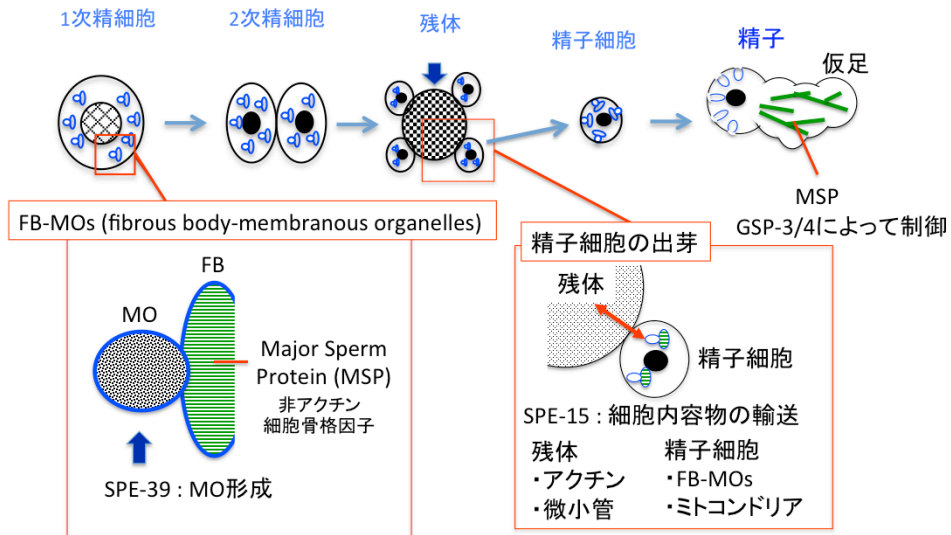 1次精細胞
2次精細胞
残体
精子細胞
精子
仮足
MSP
GSP-3/4によって制御
FB-MOs (fibrous body-membranous organelles)
FB
MO
Major Sperm
Protein (MSP)
非アクチン
細胞骨格因子
SPE-39 : MO形成
精子細胞の出芽
残体
精子細胞
SPE-15 : 細胞内容物の輸送
残体
・アクチン
・微小管
精子細胞
・FB-MOs
・ミトコンドリア